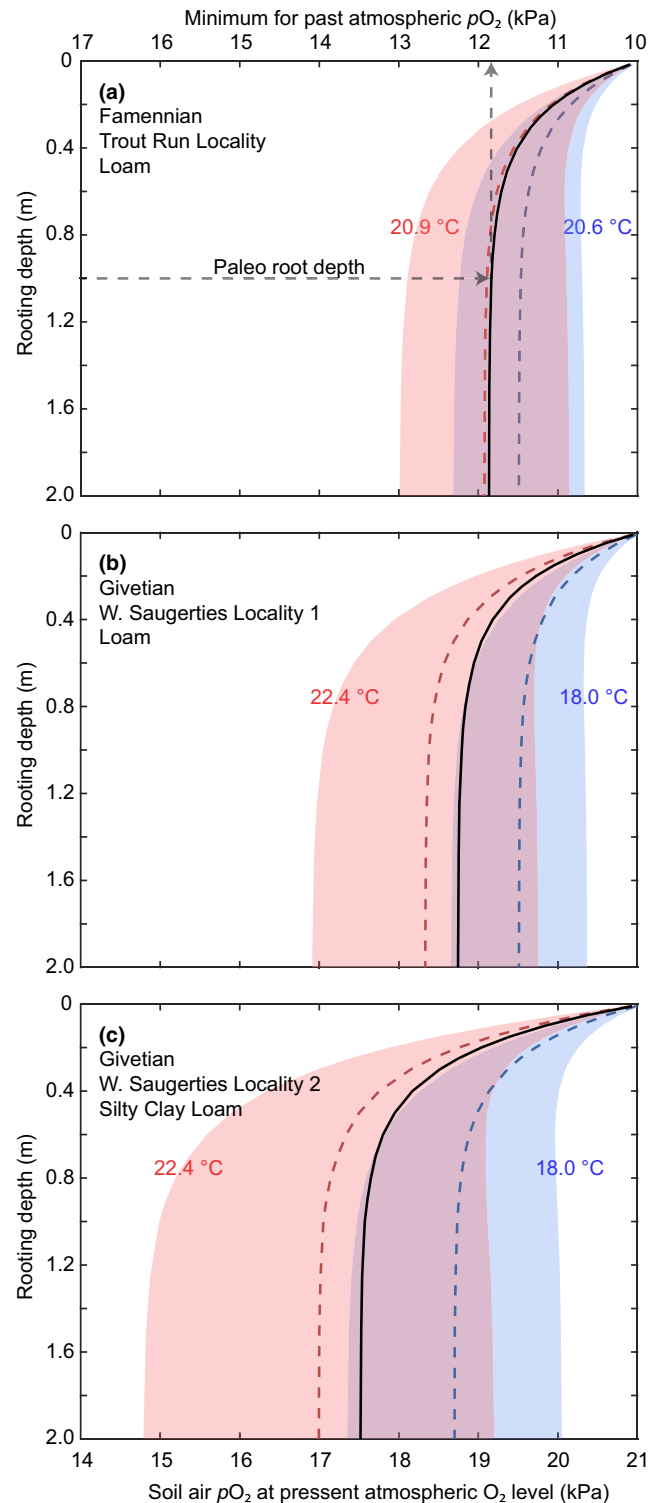 Minimum for past atmospheric pO₂ (kPa)
17 16 15 14 13 12 11 10
0
(a)
Famennian
Trout Run Locality
Loam
0.4
20.9 °C 20.6 °C
0.8
Paleo root depth
1.2
1.6
2.0
Rooting depth (m)
0
(b)
Givetian
W. Saugerties Locality 1
Loam
0.4
22.4 °C 18.0 °C
0.8
1.2
1.6
2.0
Rooting depth (m)
0
(c)
Givetian
W. Saugerties Locality 2
Silty Clay Loam
0.4
22.4 °C 18.0 °C
0.8
1.2
1.6
2.0
Rooting depth (m)
14 15 16 17 18 19 20 21
Soil air pO₂ at pressent atmospheric O₂ level (kPa)